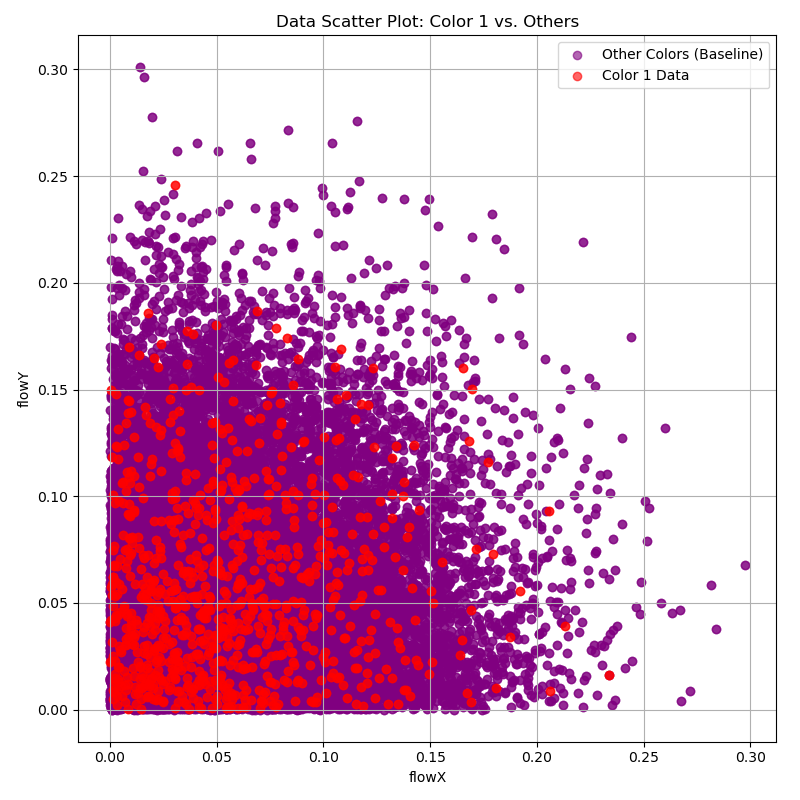 Data Scatter Plot: Color 1 vs. Others
Other Colors (Baseline)
Color 1 Data
flowY
0.30
0.25
0.20
0.15
0.10
0.05
0.00
0.00 0.05 0.10 0.15 0.20 0.25 0.30
flowX